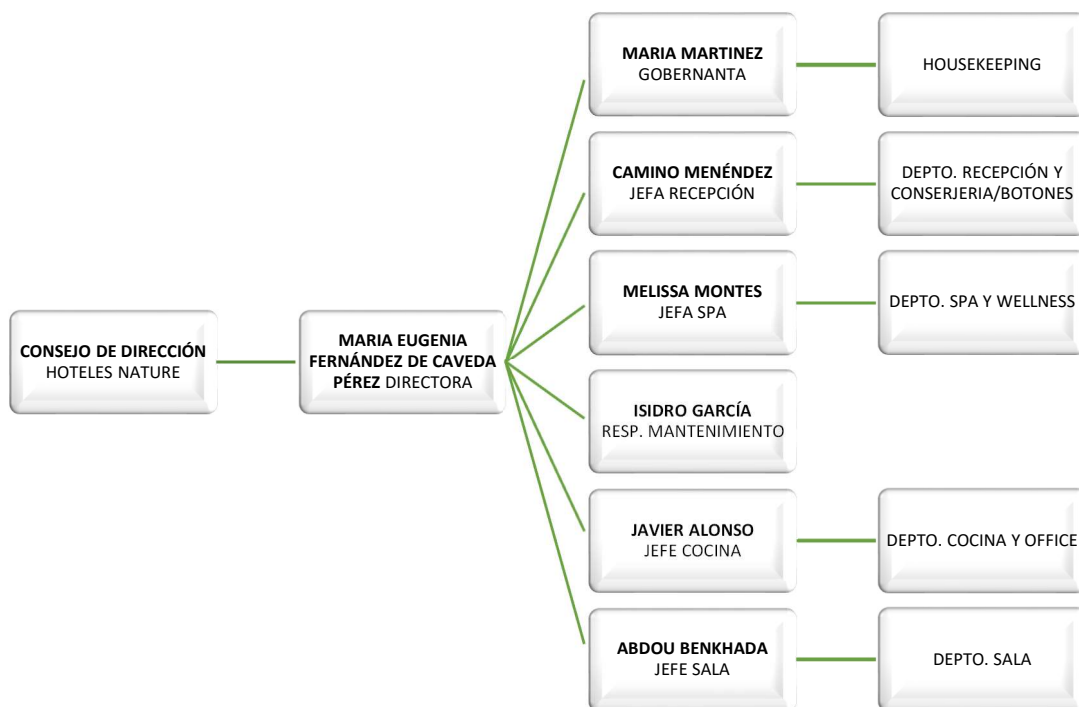 MARIA MARTINEZ
GOBERNANTA
HOUSEKEEPING
CAMINO MENÉNDEZ
JEFA RECEPCIÓN
DEPTO. RECEPCIÓN Y
CONSERJERIA/BOTONES
MELISSA MONTES
JEFA SPA
DEPTO. SPA Y WELLNESS
CONSEJO DE DIRECCIÓN
HOTELES NATURE
MARIA EUGENIA
FERNÁNDEZ DE CAVEDA
PÉREZ DIRECTORA
ISIDRO GARCÍA
RESP. MANTENIMIENTO
JAVIER ALONSO
JEFE COCINA
DEPTO. COCINA Y OFFICE
ABDOU BENKHADA
JEFE SALA
DEPTO. SALA